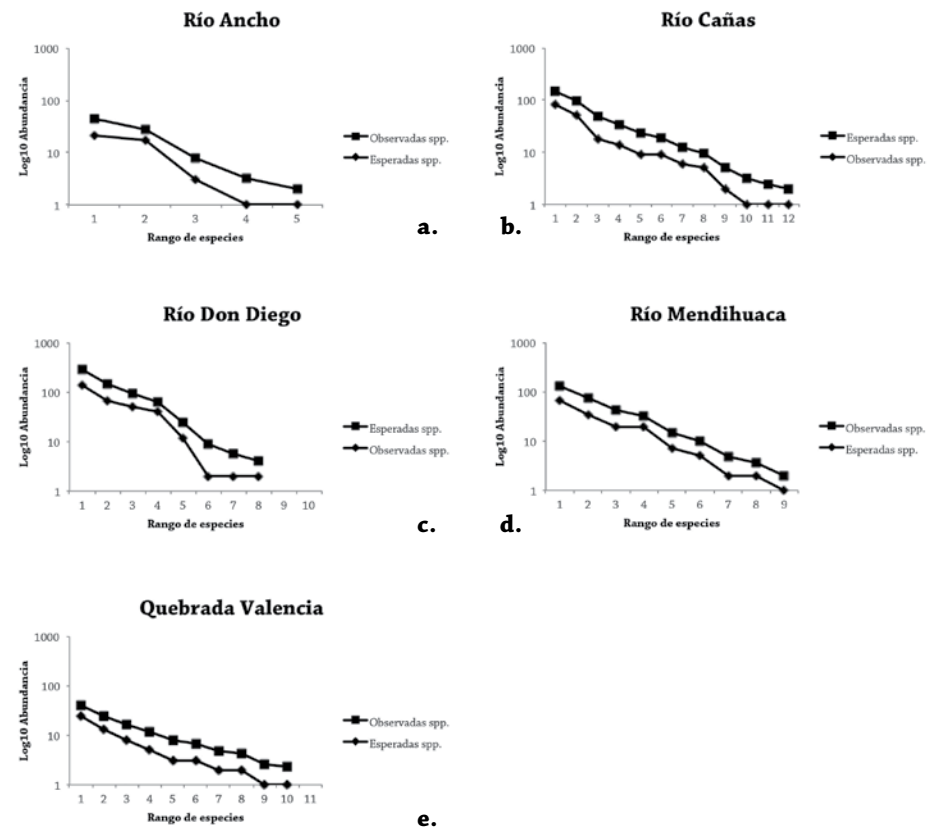 Río Ancho
1000
100
10
1
Log10 Abundancia
1 2 3 4 5
Rango de especies
Observadas spp.
Esperadas spp.
a.
Río Cañas
1000
100
10
1
Log10 Abundancia
1 2 3 4 5 6 7 8 9 10 11 12
Rango de especies
Esperadas spp.
Observadas spp.
b.
Río Don Diego
1000
100
10
1
Log10 Abundancia
1 2 3 4 5 6 7 8 9 10
Rango de especies
Esperadas spp.
Observadas spp.
c.
Río Mendihuaca
1000
100
10
1
Log10 Abundancia
1 2 3 4 5 6 7 8 9
Rango de especies
Observadas spp.
Esperadas spp.
d.
Quebrada Valencia
1000
100
10
1
Log10 Abundancia
1 2 3 4 5 6 7 8 9 10 11
Rango de especies
Observadas spp.
Esperadas spp.
e.